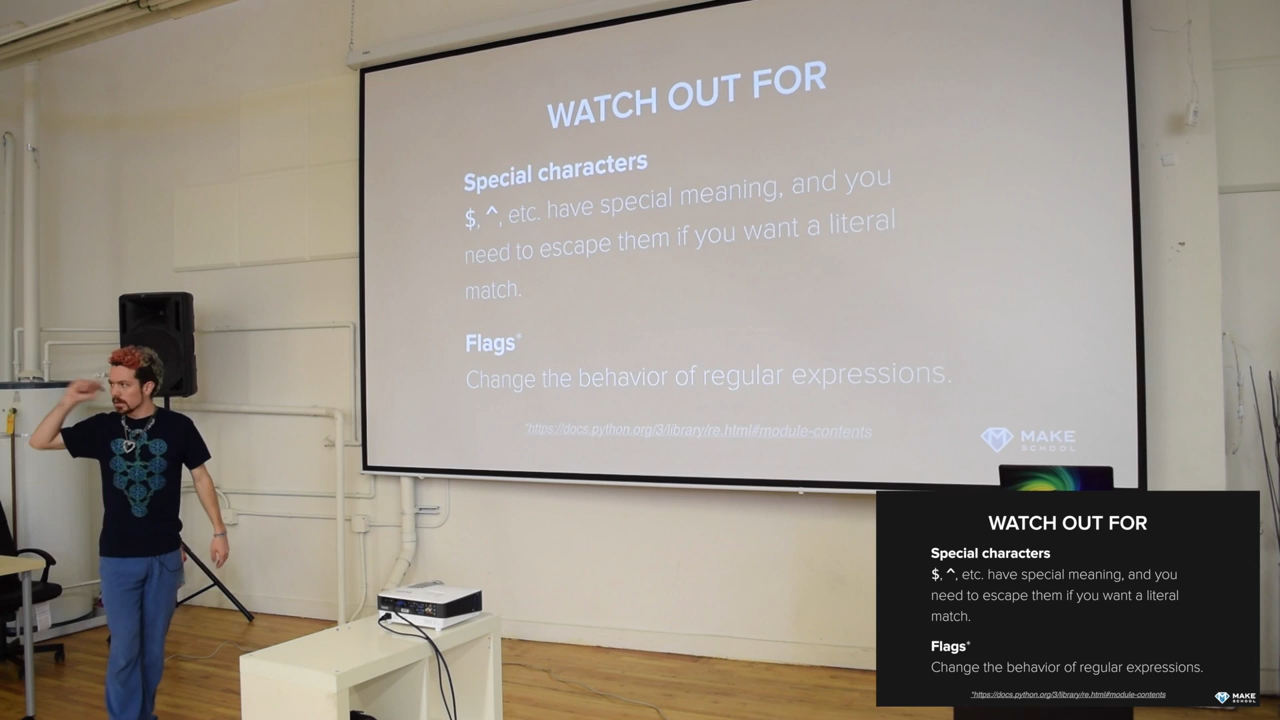 WATCH OUT FOR
Special characters
$, ^, etc. have special meaning, and you
need to escape them if you want a literal
match.
Flags*
Change the behavior of regular expressions.
*https://docs.python.org/3/library/re.html#module-contents
MAKE
SCHOOL
WATCH OUT FOR
Special characters
$, ^, etc. have special meaning, and you
need to escape them if you want a literal
match.
Flags*
Change the behavior of regular expressions.
*https://docs.python.org/3/library/re.html#module-contents
MAKE
SCHOOL